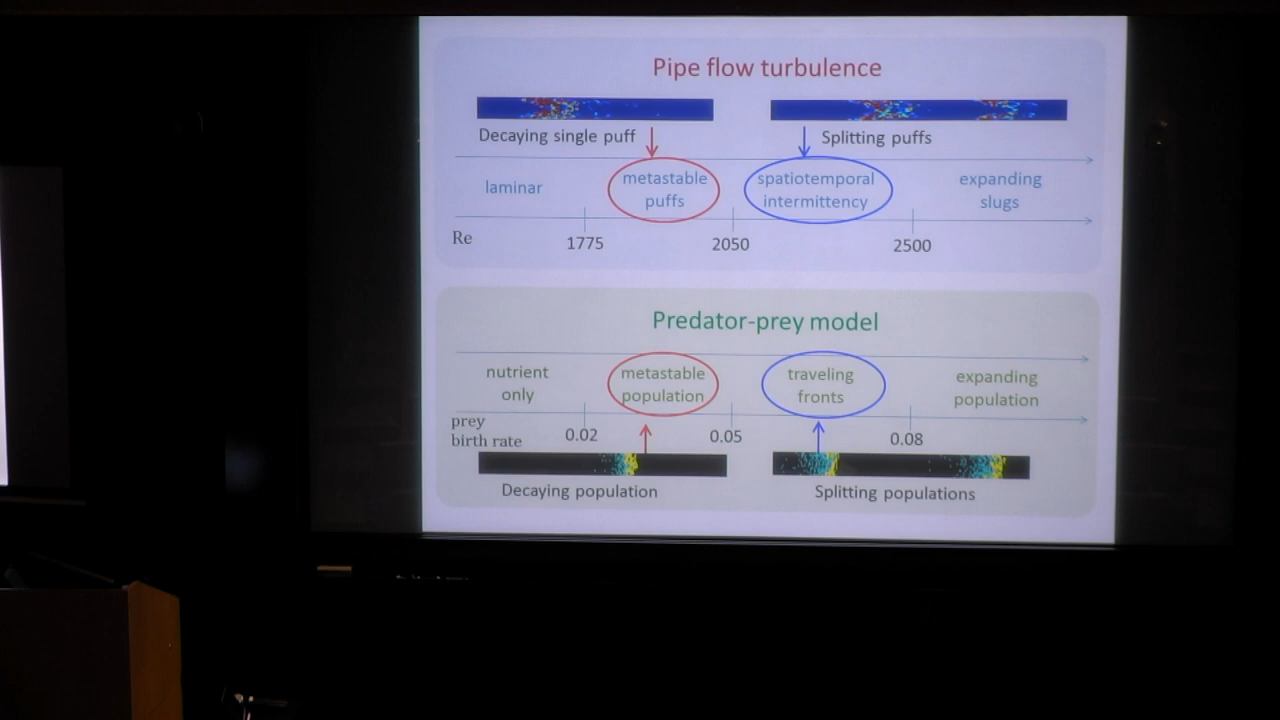 Pipe flow turbulence
Decaying single puff
Splitting puffs
laminar
metastable
puffs
spatiotemporal
intermittency
expanding
slugs
Re
1775
2050
2500
Predator-prey model
nutrient
only
metastable
population
traveling
fronts
expanding
population
prey
birth rate
0.02
0.05
0.08
Decaying population
Splitting populations